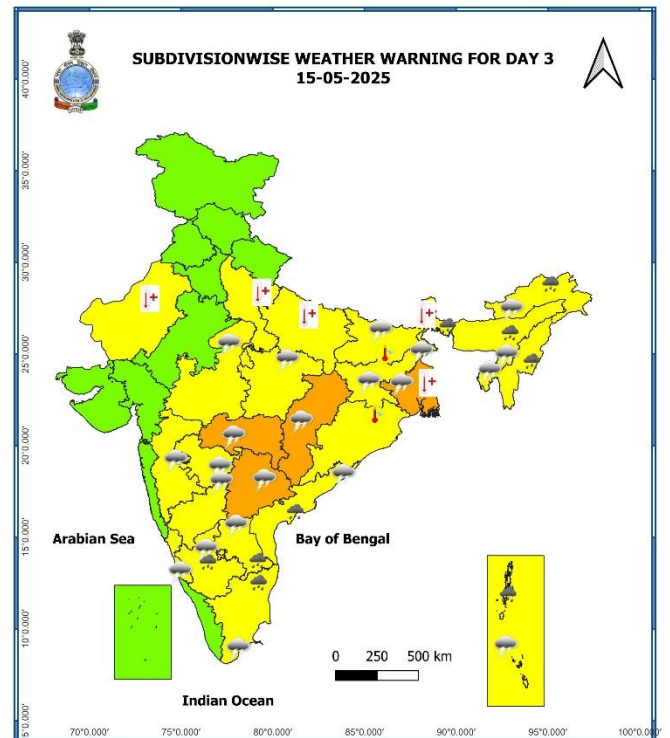 SUBDIVISIONWISE WEATHER WARNING FOR DAY 3
15-05-2025
40°0.000'
35°0.000'
30°0.000'
25°0.000'
20°0.000'
15°0.000'
10°0.000'
5°0.000'
Arabian Sea
Bay of Bengal
0 250 500 km
Indian Ocean
70°0.000' 75°0.000' 80°0.000' 85°0.000' 90°0.000' 95°0.000' 100°0.000'